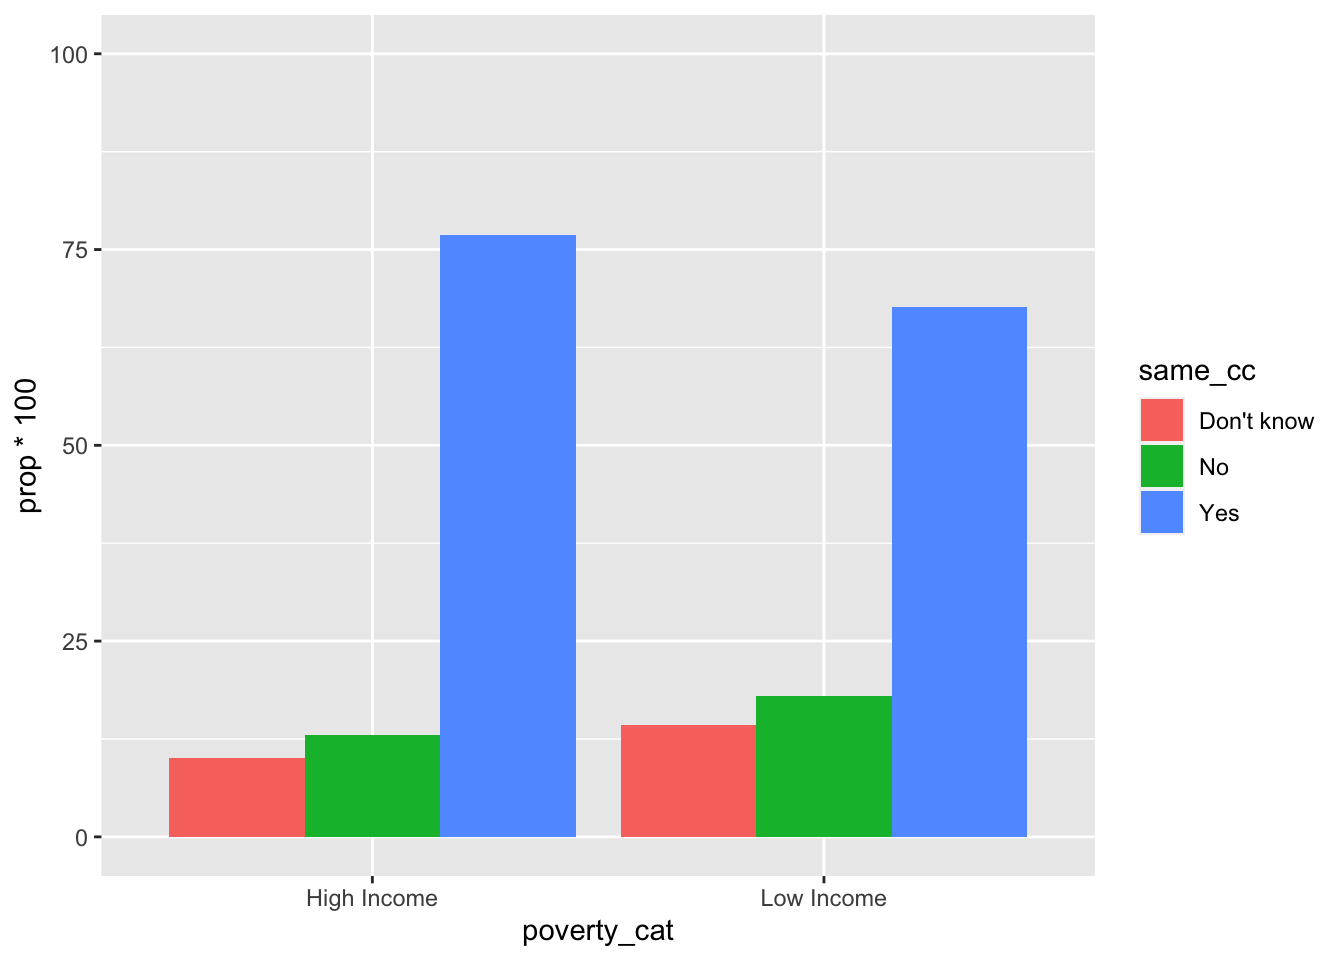 100
75
50
25
0
prop * 100
High Income
Low Income
poverty_cat
same_cc
Don't know
No
Yes